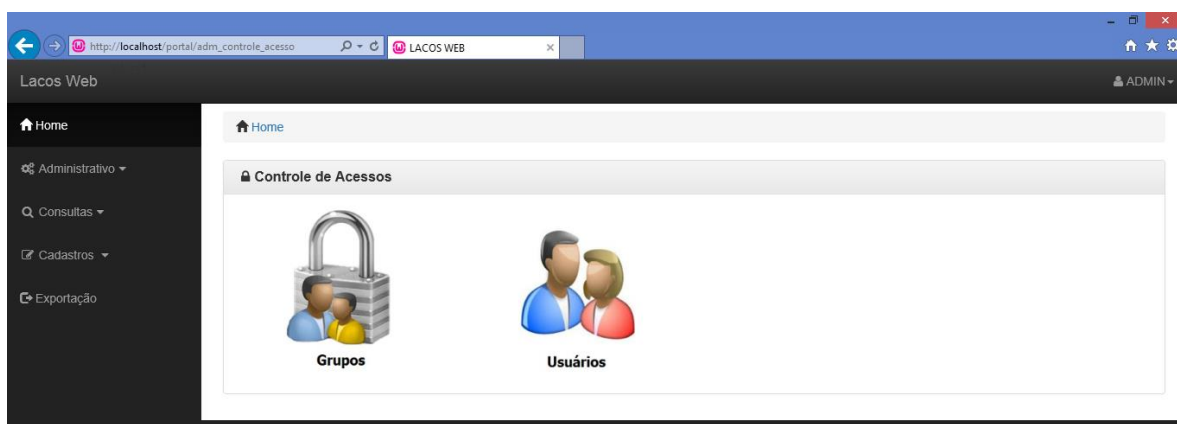 http://localhost/portal/adm_controle_acesso
LACOS WEB
Lacos Web
ADMIN
Home
Home
Administrativo
Controle de Acessos
Consultas
Cadastros
Exportação
Grupos
Usuários